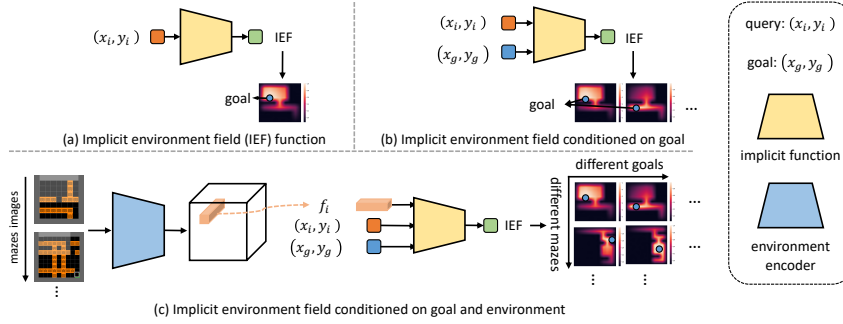 (x_i, y_i)
IEF
goal
(a) Implicit environment field (IEF) function
(x_i, y_i)
(x_g, y_g)
IEF
goal
...
(b) Implicit environment field conditioned on goal
mazes images
...
f_i
(x_i, y_i)
(x_g, y_g)
IEF
different goals
different mazes
...
...
...
...
(c) Implicit environment field conditioned on goal and environment
query: (x_i, y_i)
goal: (x_g, y_g)
implicit function
environment
encoder